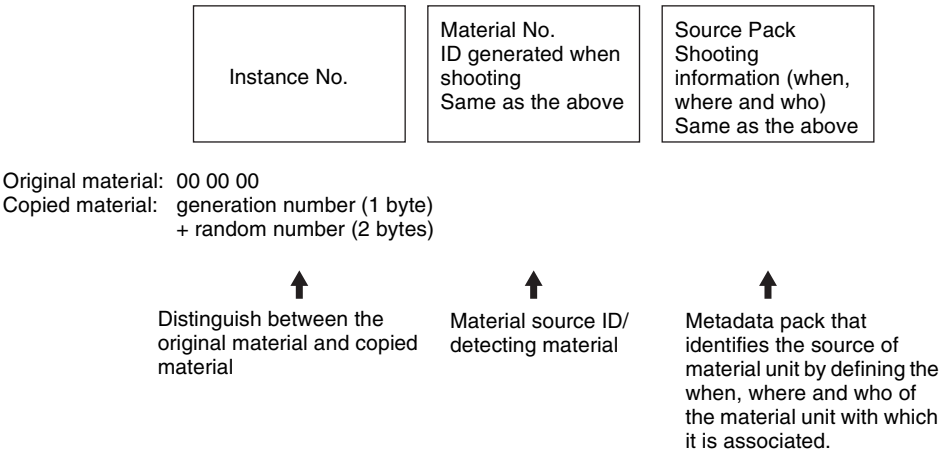 Instance No.
Material No.
ID generated when
shooting
Same as the above
Source Pack
Shooting
information (when,
where and who)
Same as the above
Original material: 00 00 00
Copied material: generation number (1 byte)
+ random number (2 bytes)
Distinguish between the
original material and copied
material
Material source ID/
detecting material
Metadata pack that
identifies the source of
material unit by defining the
when, where and who of
the material unit with which
it is associated.